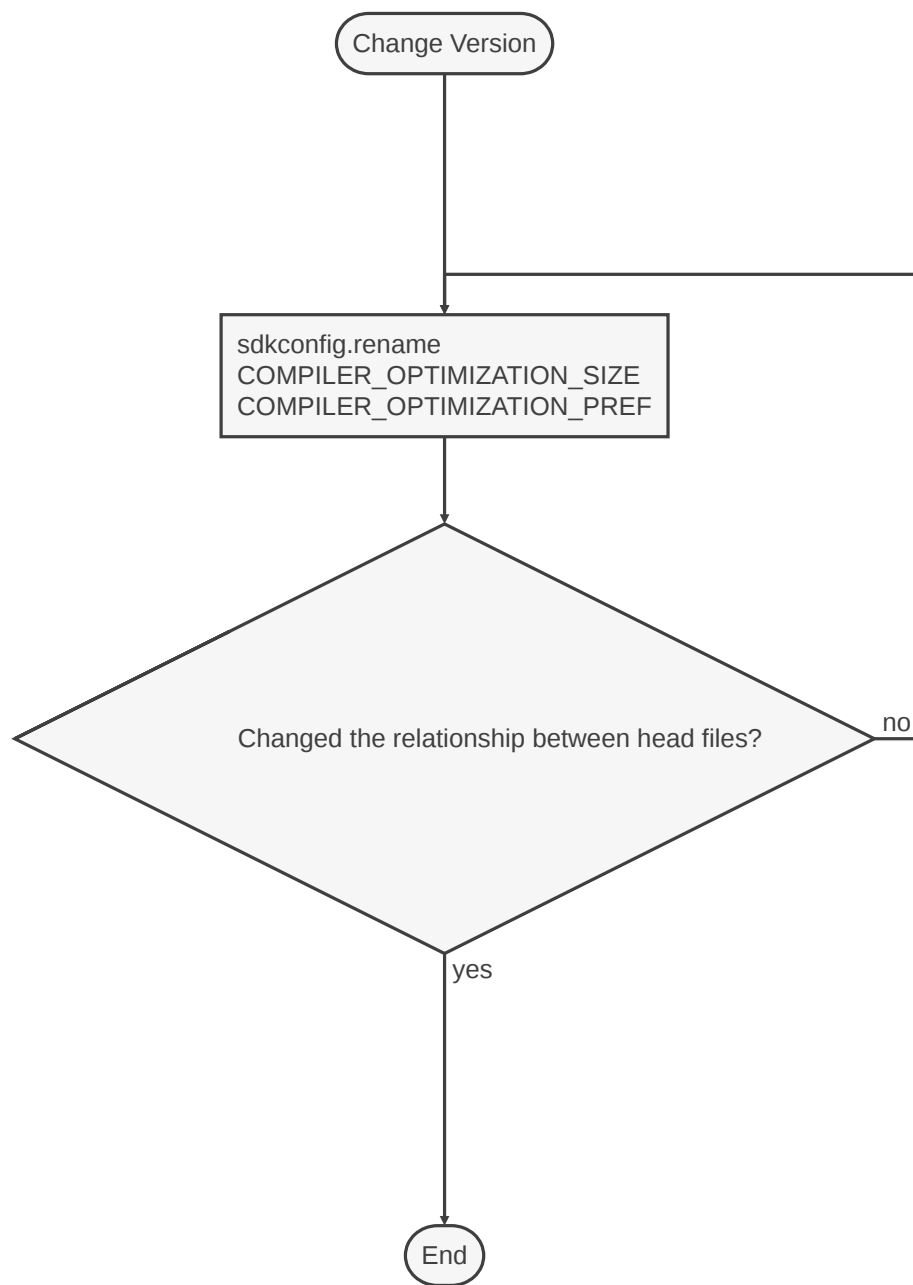 Change Version
sdkconfig.rename
COMPILER_OPTIMIZATION_SIZE
COMPILER_OPTIMIZATION_PREF
Changed the relationship between head files?
no
yes
End